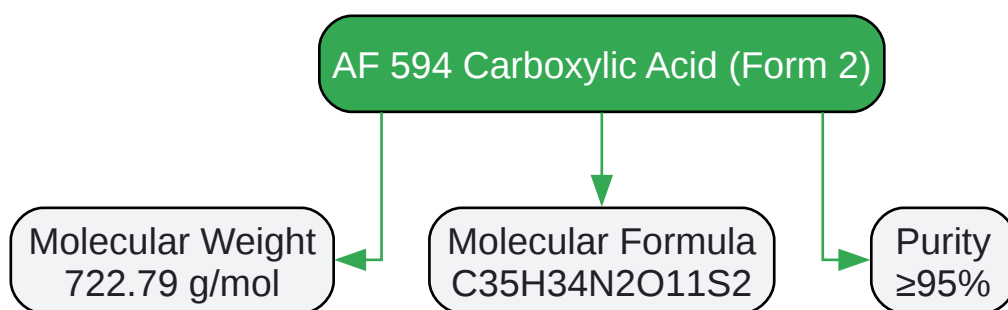 AF 594 Carboxylic Acid (Form 2)
Molecular Weight
722.79 g/mol
Molecular Formula
C35H34N2O11S2
Purity
≥95%